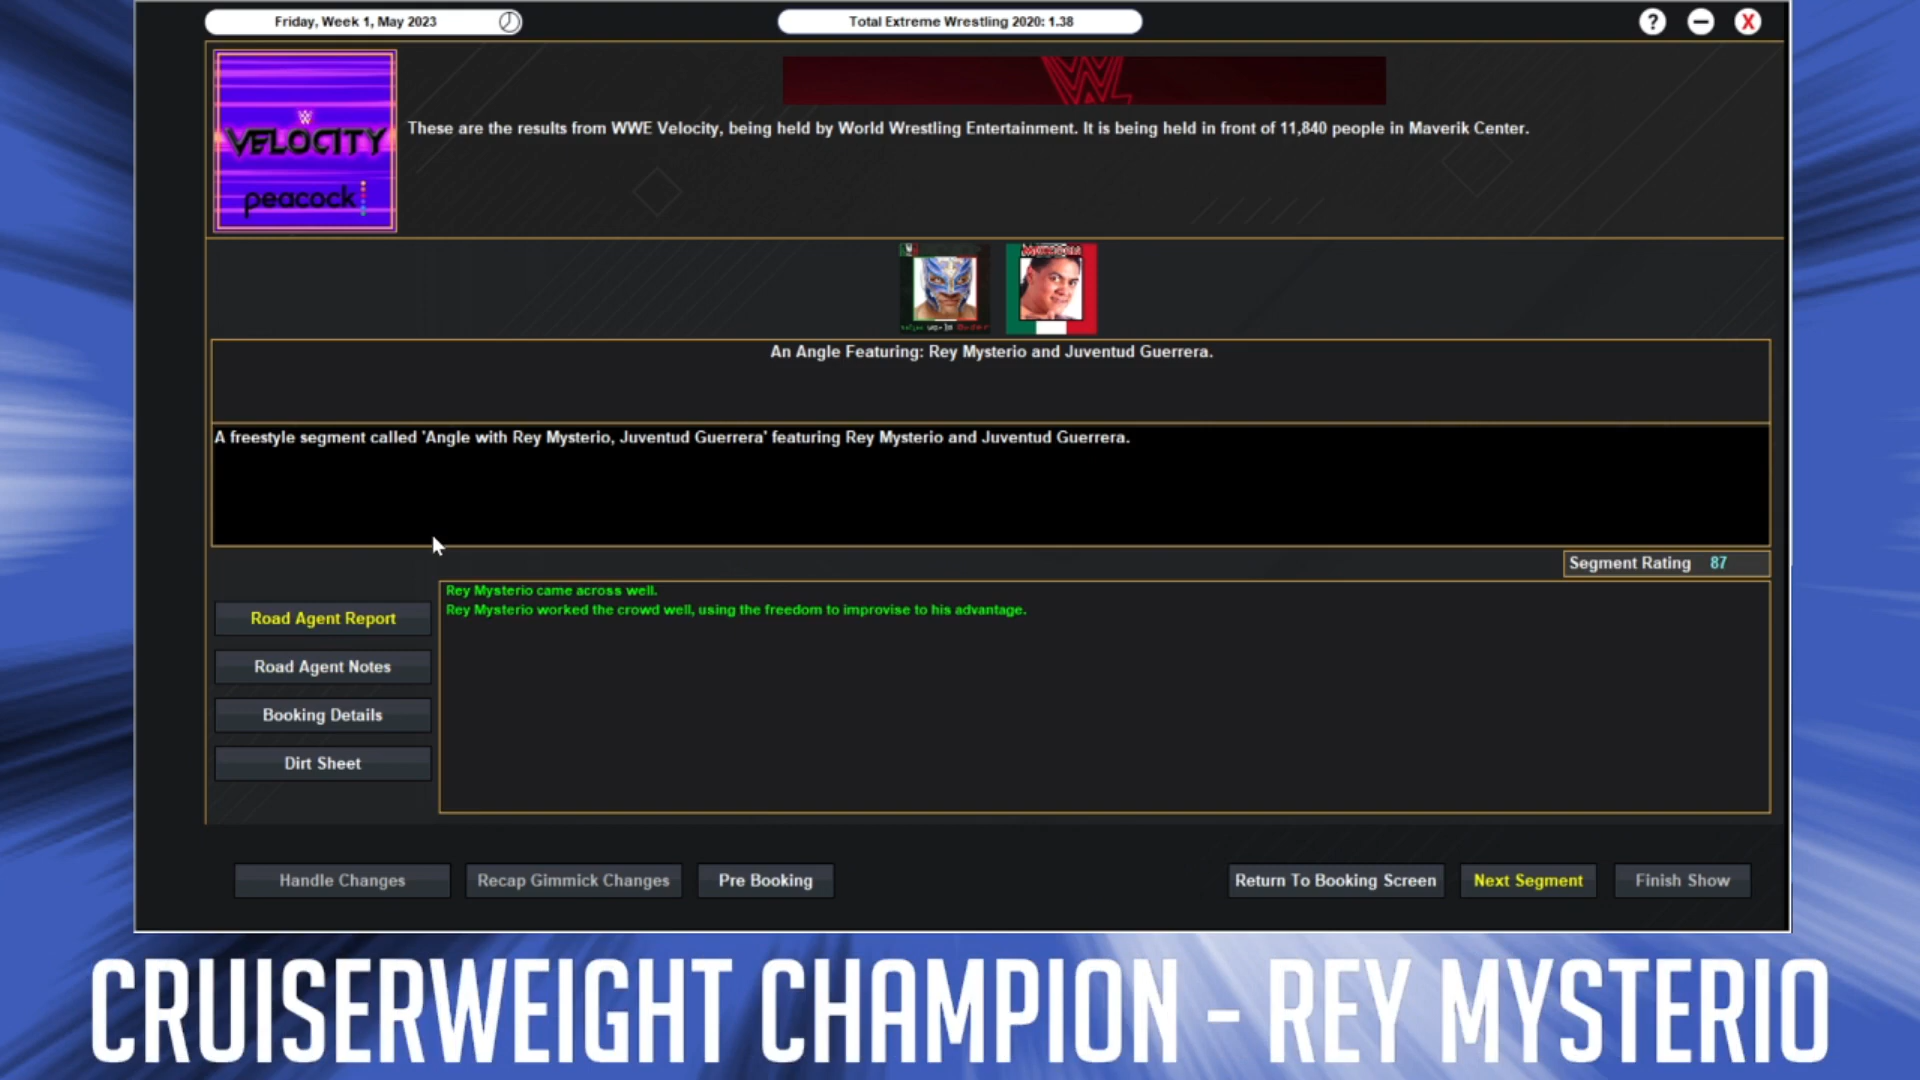 Friday, Week 1, May 2023
Total Extreme Wrestling 2020: 1.38
?
X
VELOCITY
peacock
These are the results from WWE Velocity, being held by World Wrestling Entertainment. It is being held in front of 11,840 people in Maverik Center.
An Angle Featuring: Rey Mysterio and Juventud Guerrera.
A freestyle segment called 'Angle with Rey Mysterio, Juventud Guerrera' featuring Rey Mysterio and Juventud Guerrera.
Segment Rating 87
Road Agent Report
Road Agent Notes
Booking Details
Dirt Sheet
Rey Mysterio came across well.
Rey Mysterio worked the crowd well, using the freedom to improvise to his advantage.
Handle Changes
Recap Gimmick Changes
Pre Booking
Return To Booking Screen
Next Segment
Finish Show
CRUISERWEIGHT CHAMPION - REY MYSTERIO